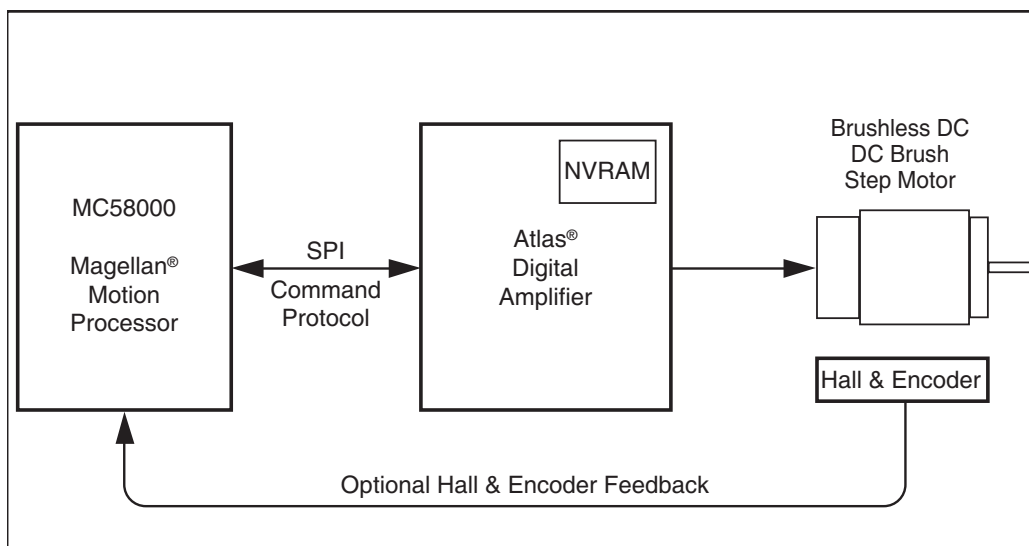 MC58000
Magellan®
Motion
Processor
SPI
Command
Protocol
NVRAM
Atlas®
Digital
Amplifier
Brushless DC
DC Brush
Step Motor
Hall & Encoder
Optional Hall & Encoder Feedback